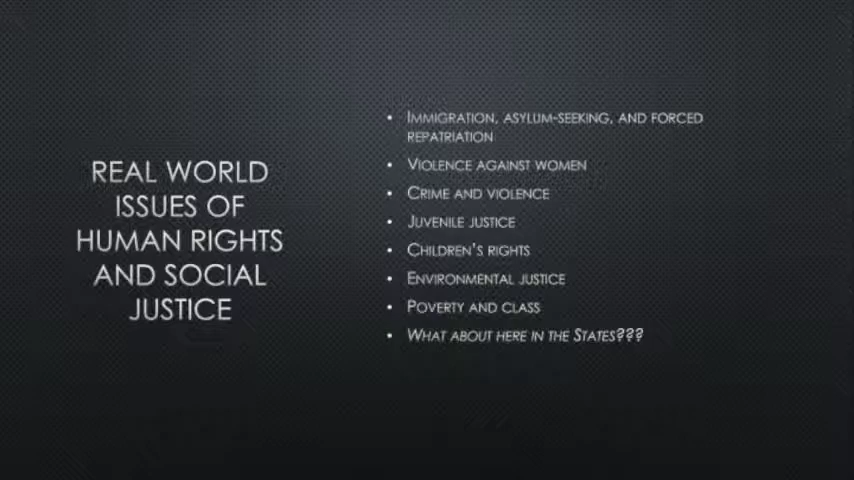 REAL WORLD
ISSUES OF
HUMAN RIGHTS
AND SOCIAL
JUSTICE
• Immigration, asylum-seeking, and forced
repatriation
• Violence against women
• Crime and violence
• Juvenile justice
• Children's rights
• Environmental justice
• Poverty and class
• What about here in the States???